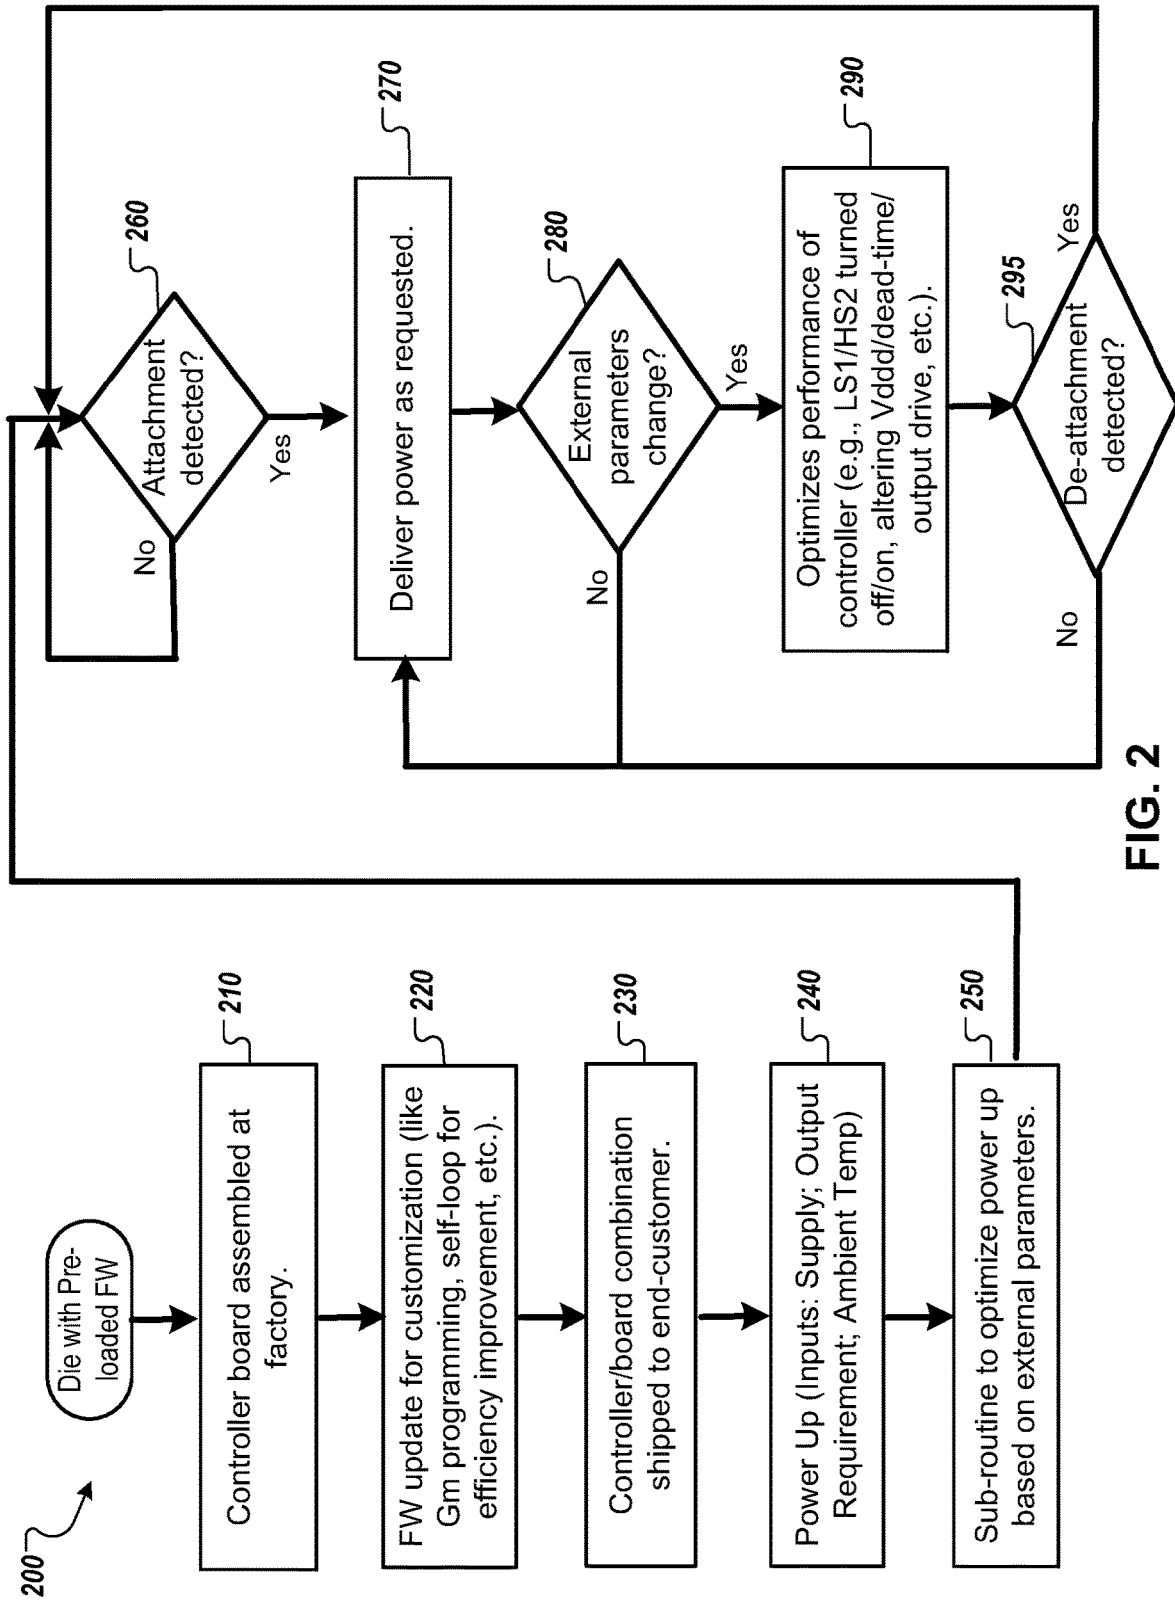 200
Die with Pre-
loaded FW
210
Controller board assembled at
factory.
220
FW update for customization (like
Gm programming, self-loop for
efficiency improvement, etc.).
230
Controller/board combination
shipped to end-customer.
240
Power Up (Inputs: Supply; Output
Requirement; Ambient Temp)
250
Sub-routine to optimize power up
based on external parameters.
260
Attachment
detected?
No
Yes
270
Deliver power as requested.
280
External
parameters
change?
No
Yes
290
Optimizes performance of
controller (e.g., LS1/HS2 turned
off/on, altering Vddd/dead-time/
output drive, etc.).
295
De-attachment
detected?
No
Yes
FIG. 2